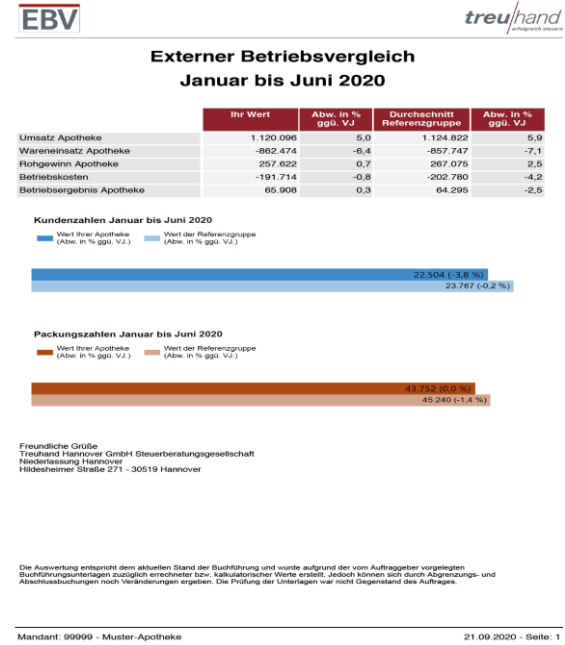 EBV
treuhand
erfolgreich steuern
Externer Betriebsvergleich
Januar bis Juni 2020
Ihr Wert Abw. in % ggü. VJ Durchschnitt Referenzgruppe Abw. in % ggü. VJ
Umsatz Apotheke 1.120.096 5,0 1.124.822 5,9
Wareneinsatz Apotheke -862.474 -6,4 -857.747 -7,1
Rohgewinn Apotheke 257.622 0,7 267.075 2,5
Betriebskosten -191.714 -0,8 -202.780 -4,2
Betriebsergebnis Apotheke 65.908 0,3 64.295 -2,5
Kundenzahlen Januar bis Juni 2020
Wert Ihrer Apotheke Wert der Referenzgruppe
(Abw. in % ggü. VJ.) (Abw. in % ggü. VJ.)
22.504 (-3,8 %)
23.767 (-0,2 %)
Packungszahlen Januar bis Juni 2020
Wert Ihrer Apotheke Wert der Referenzgruppe
(Abw. in % ggü. VJ.) (Abw. in % ggü. VJ.)
43.752 (0,0 %)
45.240 (-1,4 %)
Freundliche Grüße
Treuhand Hannover GmbH Steuerberatungsgesellschaft
Niederlassung Hannover
Hildesheimer Straße 271 - 30519 Hannover
Die Auswertung entspricht dem aktuellen Stand der Buchführung und wurde aufgrund der vom Auftraggeber vorgelegten
Buchführungsunterlagen zuzüglich errechneter bzw. kalkulatorischer Werte erstellt. Jedoch können sich durch Abgrenzungs- und
Abschlussbuchungen noch Veränderungen ergeben. Die Prüfung der Unterlagen war nicht Gegenstand des Auftrages.
Mandant: 99999 - Muster-Apotheke 21.09.2020 - Seite: 1